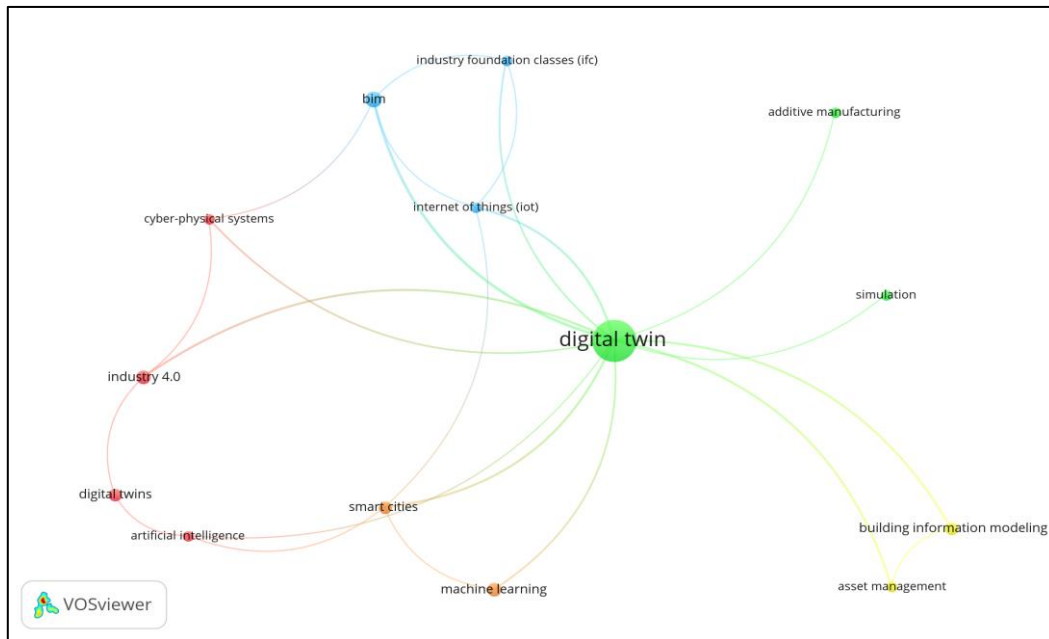 industry foundation classes (ifc)
bim
additive manufacturing
internet of things (iot)
cyber-physical systems
simulation
digital twin
industry 4.0
digital twins
smart cities
artificial intelligence
building information modeling
machine learning
asset management
VOSviewer